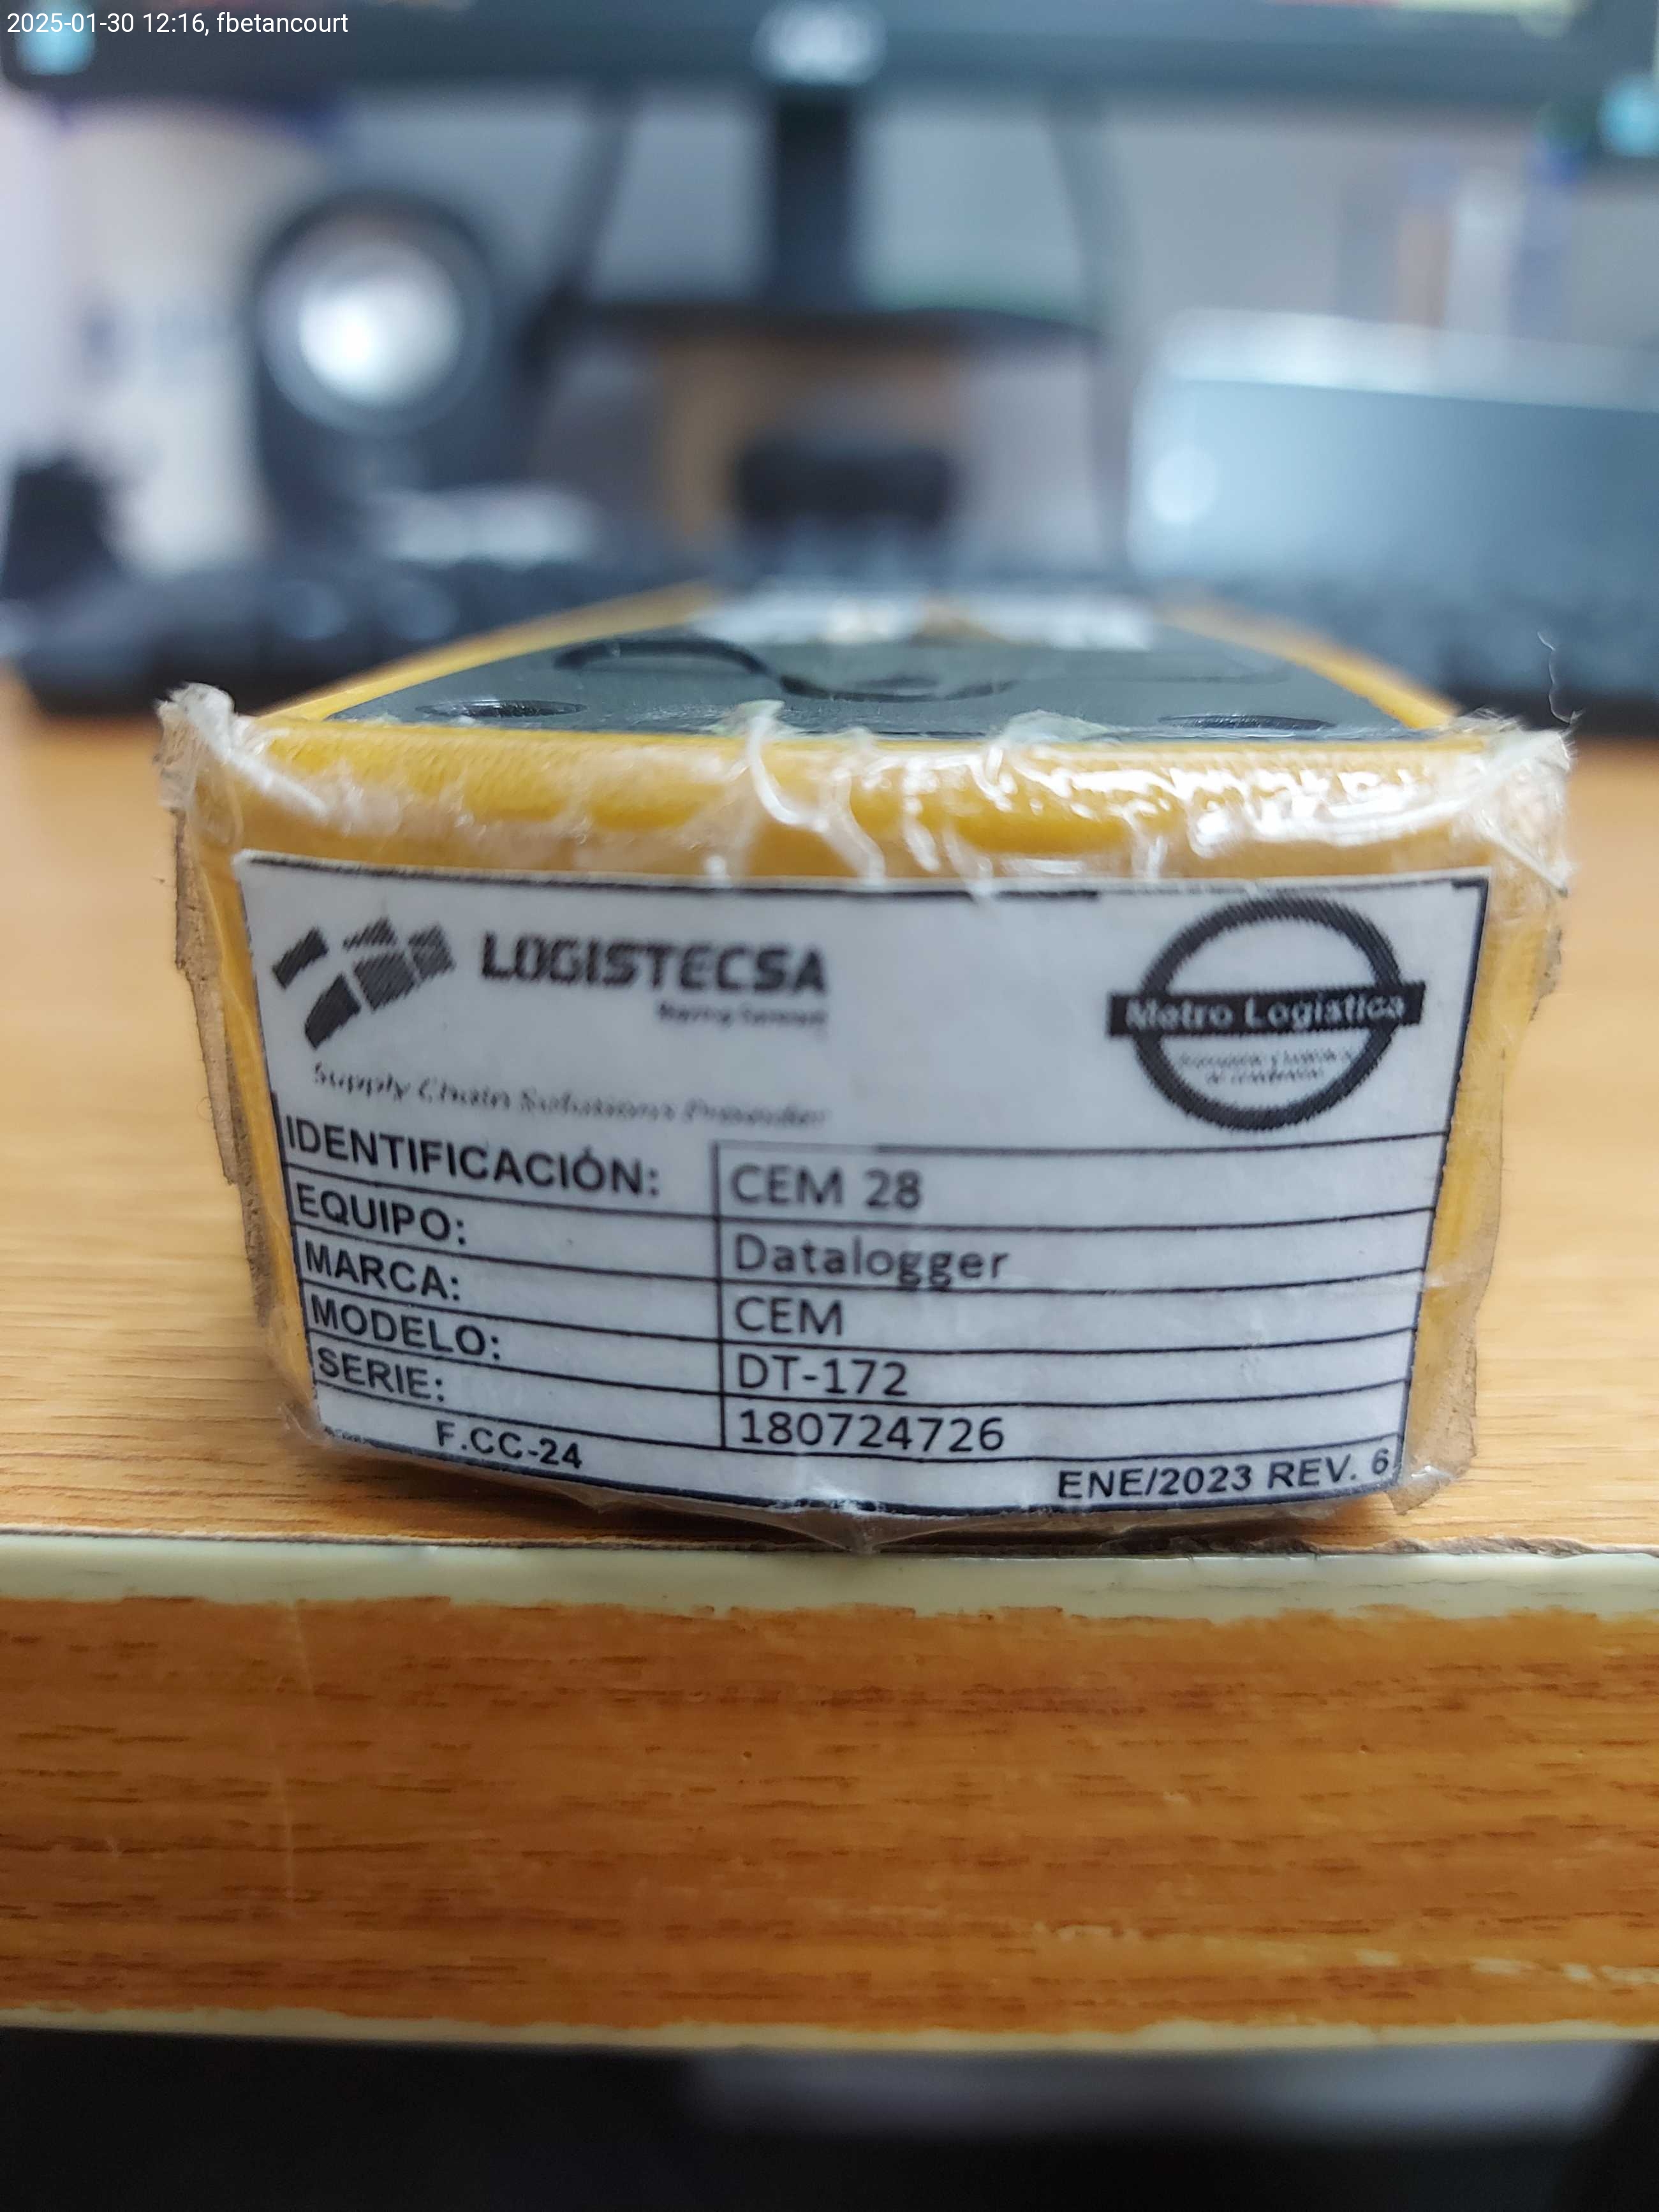 2025-01-30 12:16, fbetancourt
LOGISTECSA
Supply Chain Solutions Provider
Metro Logistica
IDENTIFICACIÓN: CEM 28
EQUIPO: Datalogger
MARCA: CEM
MODELO: DT-172
SERIE: 180724726
F.CC-24 ENE/2023 REV. 6